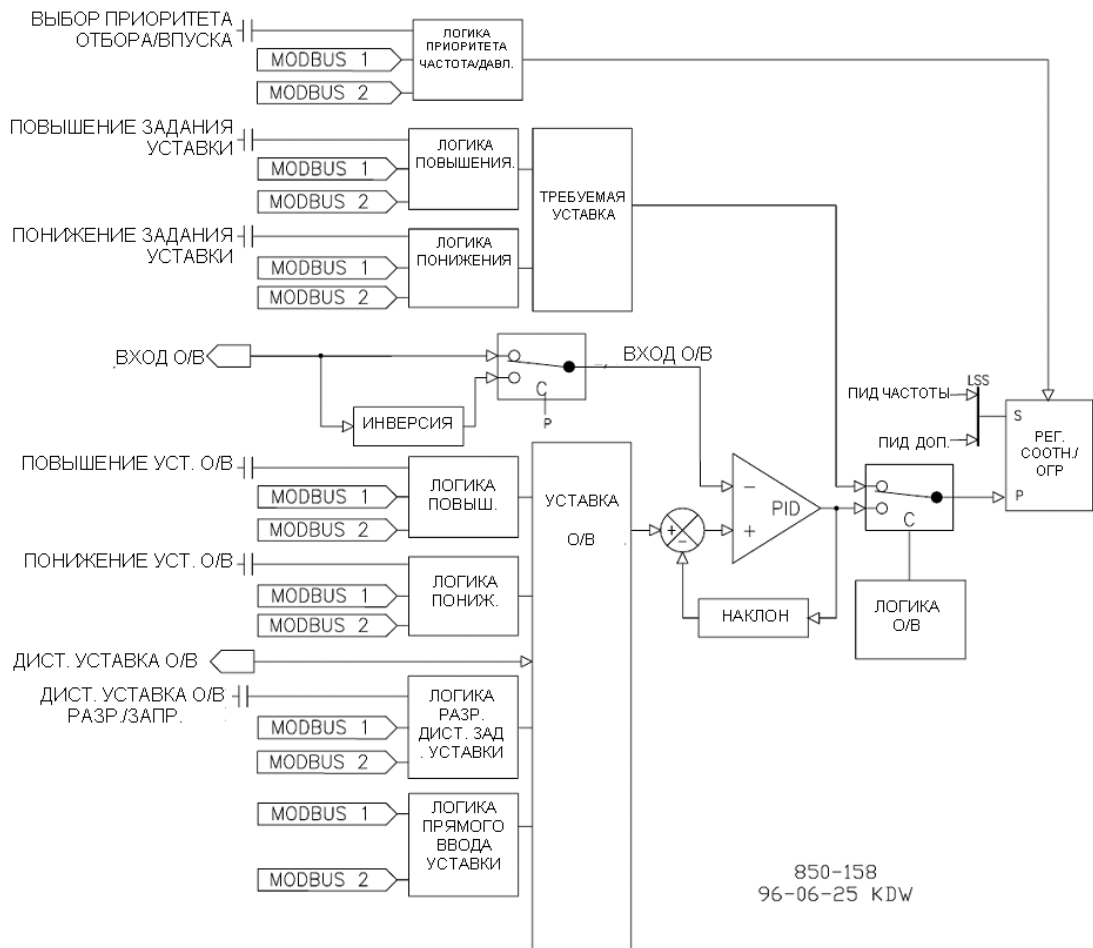 ВЫБОР ПРИОРИТЕТА
ОТБОРА/ВПУСКА
MODBUS 1
MODBUS 2
ЛОГИКА
ПРИОРИТЕТА
ЧАСТОТА/ДАВЛ.
ПОВЫШЕНИЕ ЗАДАНИЯ
УСТАВКИ
MODBUS 1
MODBUS 2
ЛОГИКА
ПОВЫШЕНИЯ.
ТРЕБУЕМАЯ
УСТАВКА
ПОНИЖЕНИЕ ЗАДАНИЯ
УСТАВКИ
MODBUS 1
MODBUS 2
ЛОГИКА
ПОНИЖЕНИЯ
ВХОД О/В
ИНВЕРСИЯ
C
P
ВХОД О/В
LSS
ПИД ЧАСТОТЫ
ПИД ДОП.
S
P
РЕГ.
СООТН./
ОГР
ПОВЫШЕНИЕ УСТ. О/В
MODBUS 1
MODBUS 2
ЛОГИКА
ПОВЫШ.
УСТАВКА
О/В
+
-
-
+
PID
НАКЛОН
C
ЛОГИКА
О/В
ПОНИЖЕНИЕ УСТ. О/В
MODBUS 1
MODBUS 2
ЛОГИКА
ПОНИЖ.
ДИСТ. УСТАВКА О/В
ДИСТ. УСТАВКА О/В
РАЗР./ЗАПР.
MODBUS 1
MODBUS 2
ЛОГИКА
РАЗР.
ДИСТ. ЗАД
. УСТАВКИ
MODBUS 1
MODBUS 2
ЛОГИКА
ПРЯМОГО
ВВОДА
УСТАВКИ
850-158
96-06-25 KDW